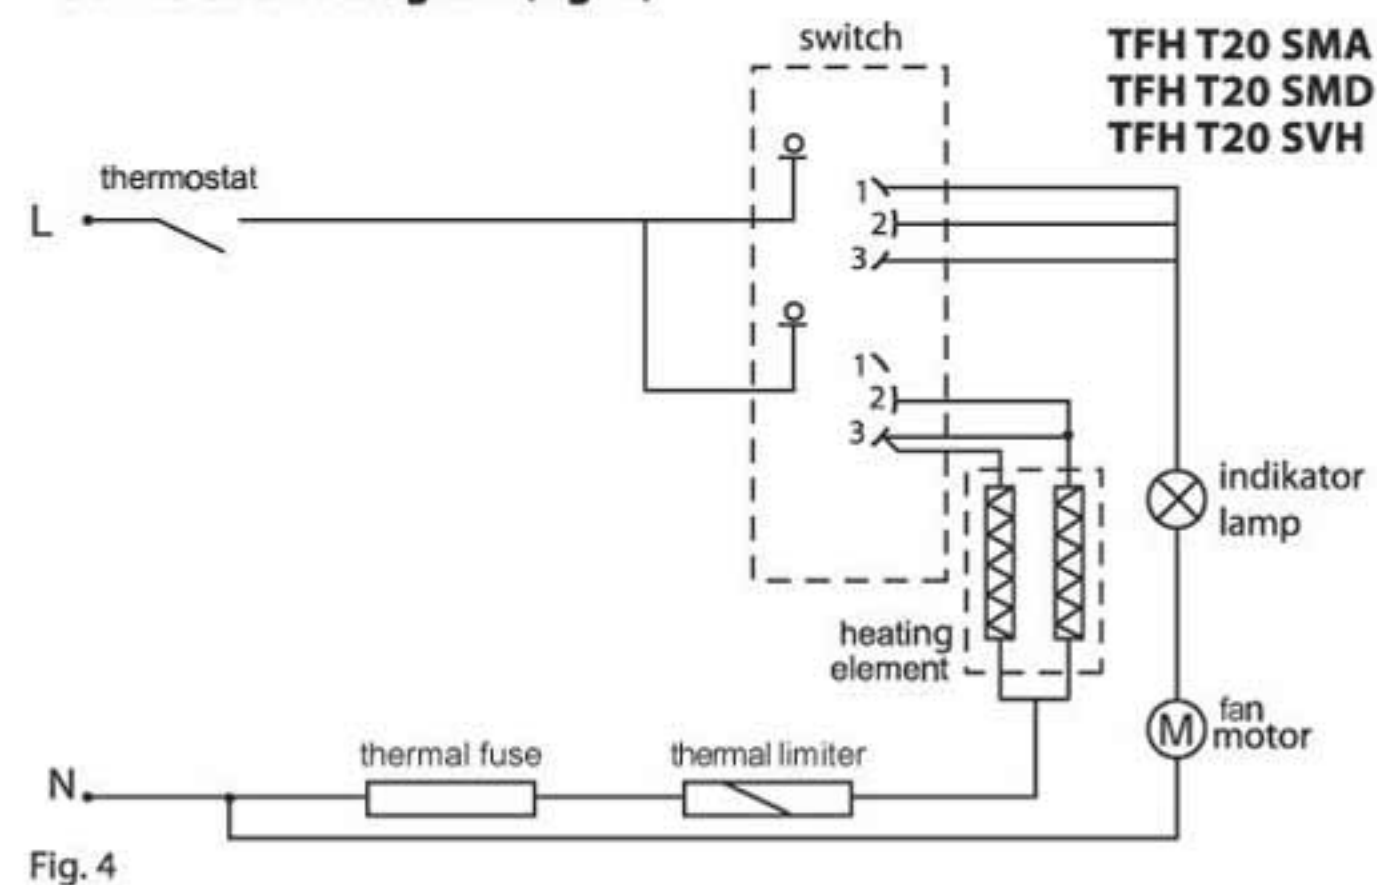 switch
TFH T20 SMA
TFH T20 SMD
TFH T20 SVH
thermostat
L
1
2
3
1
2
3
indikator
lamp
heating
element
fan
motor
M
thermal fuse
thermal limiter
N
Fig. 4